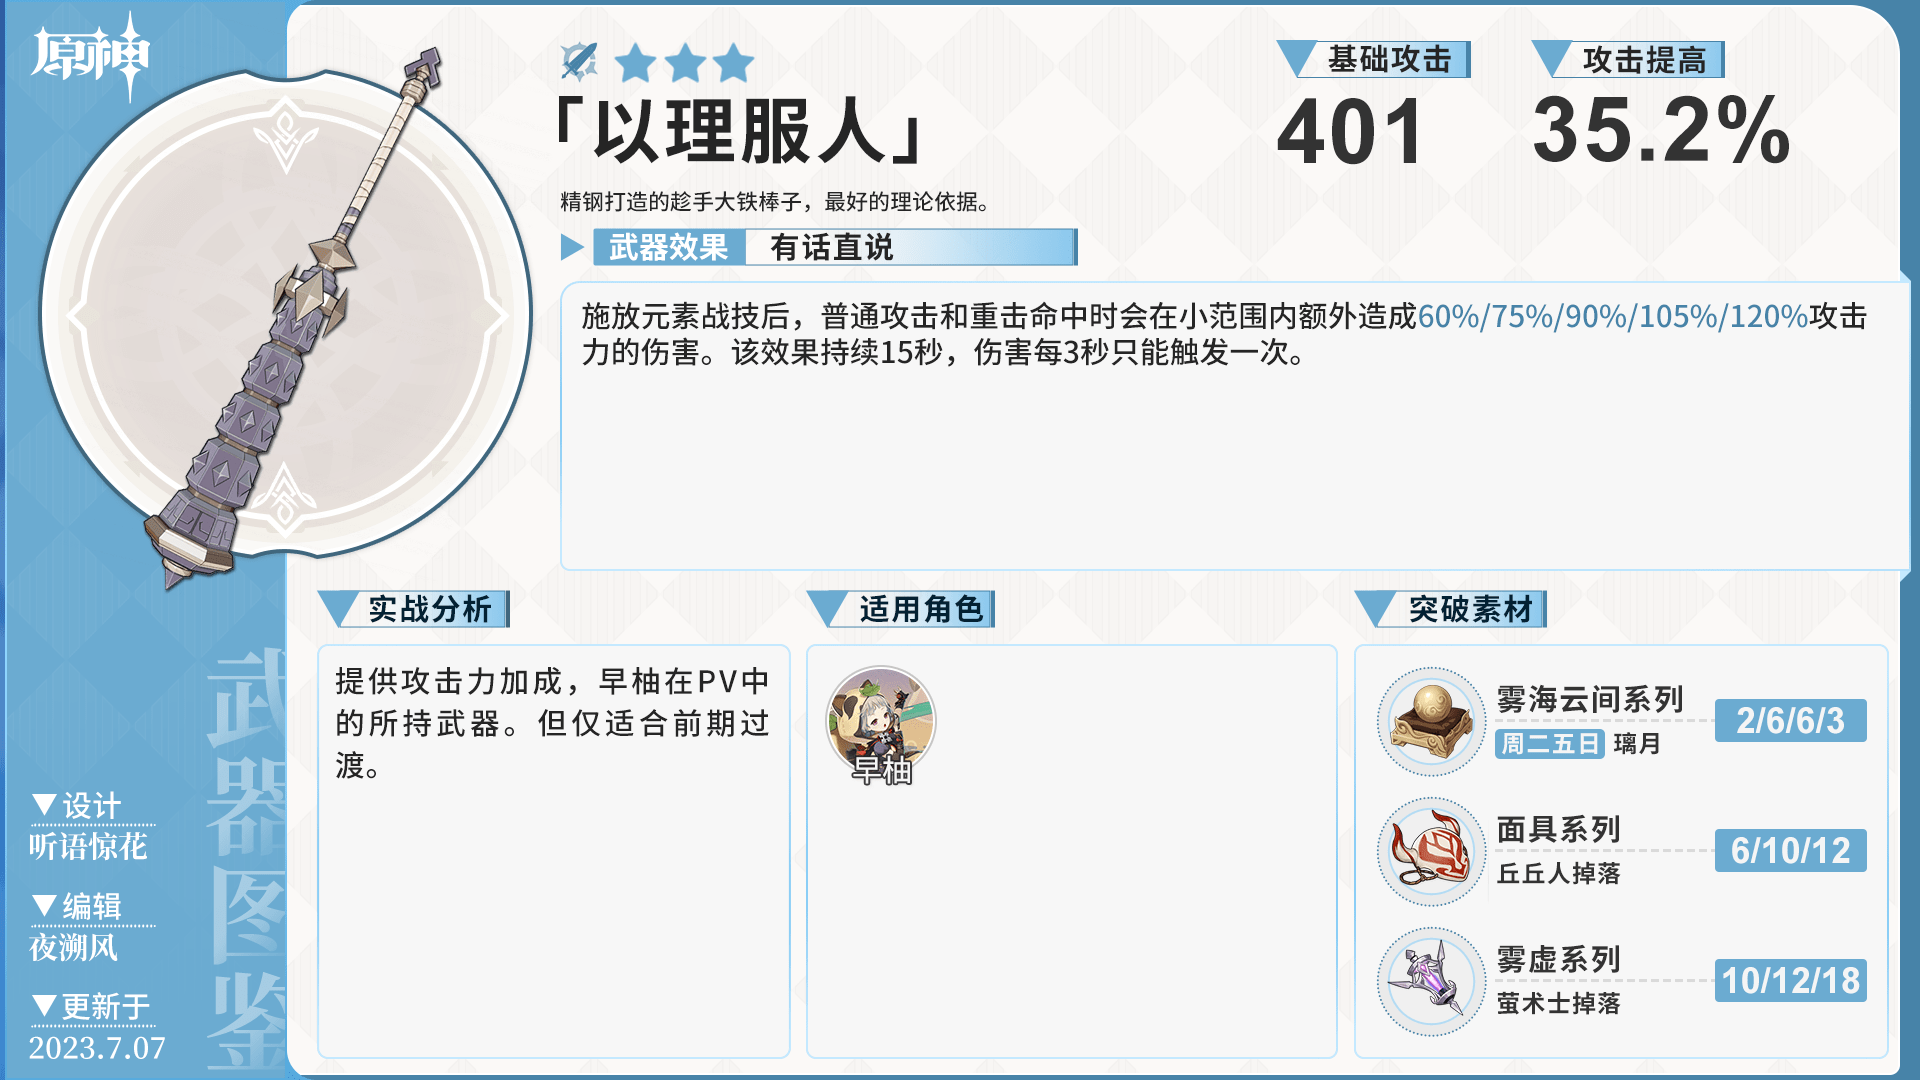 原神
「以理服人」
精钢打造的趁手大铁棒子，最好的理论依据。
基础攻击
401
攻击提高
35.2%
武器效果 有话直说
施放元素战技后，普通攻击和重击命中时会在小范围内额外造成60%/75%/90%/105%/120%攻击
力的伤害。该效果持续15秒，伤害每3秒只能触发一次。
实战分析
提供攻击力加成，早柚在PV中
的所持武器。但仅适合前期过
渡。
适用角色
早柚
突破素材
雾海云间系列
周二五日 璃月
2/6/6/3
面具系列
丘丘人掉落
6/10/12
雾虚系列
萤术士掉落
10/12/18
武器图鉴
▼设计
听语惊花
▼编辑
夜溯风
▼更新于
2023.7.07